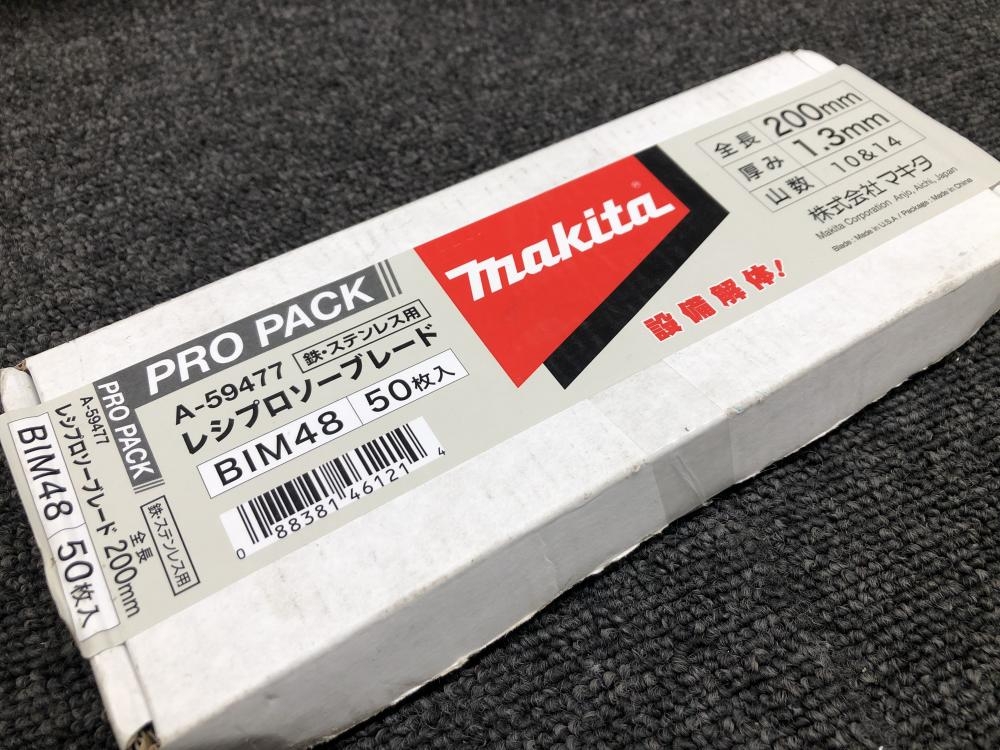 PRO PACK
A-59477 鉄・ステンレス用
レシプロソーブレード
BIM48 50枚入
0 88381 46121 4
makita®
設備解体!
全長 200mm
厚み 1.3mm
山数 10&14
株式会社マキタ
Makita Corporation Anjo, Aichi, Japan
Blade : Made in U.S.A / Package : Made in China
PRO PACK
A-59477 鉄・ステンレス用
レシプロソーブレード 全長 200mm
BIM48 50枚入